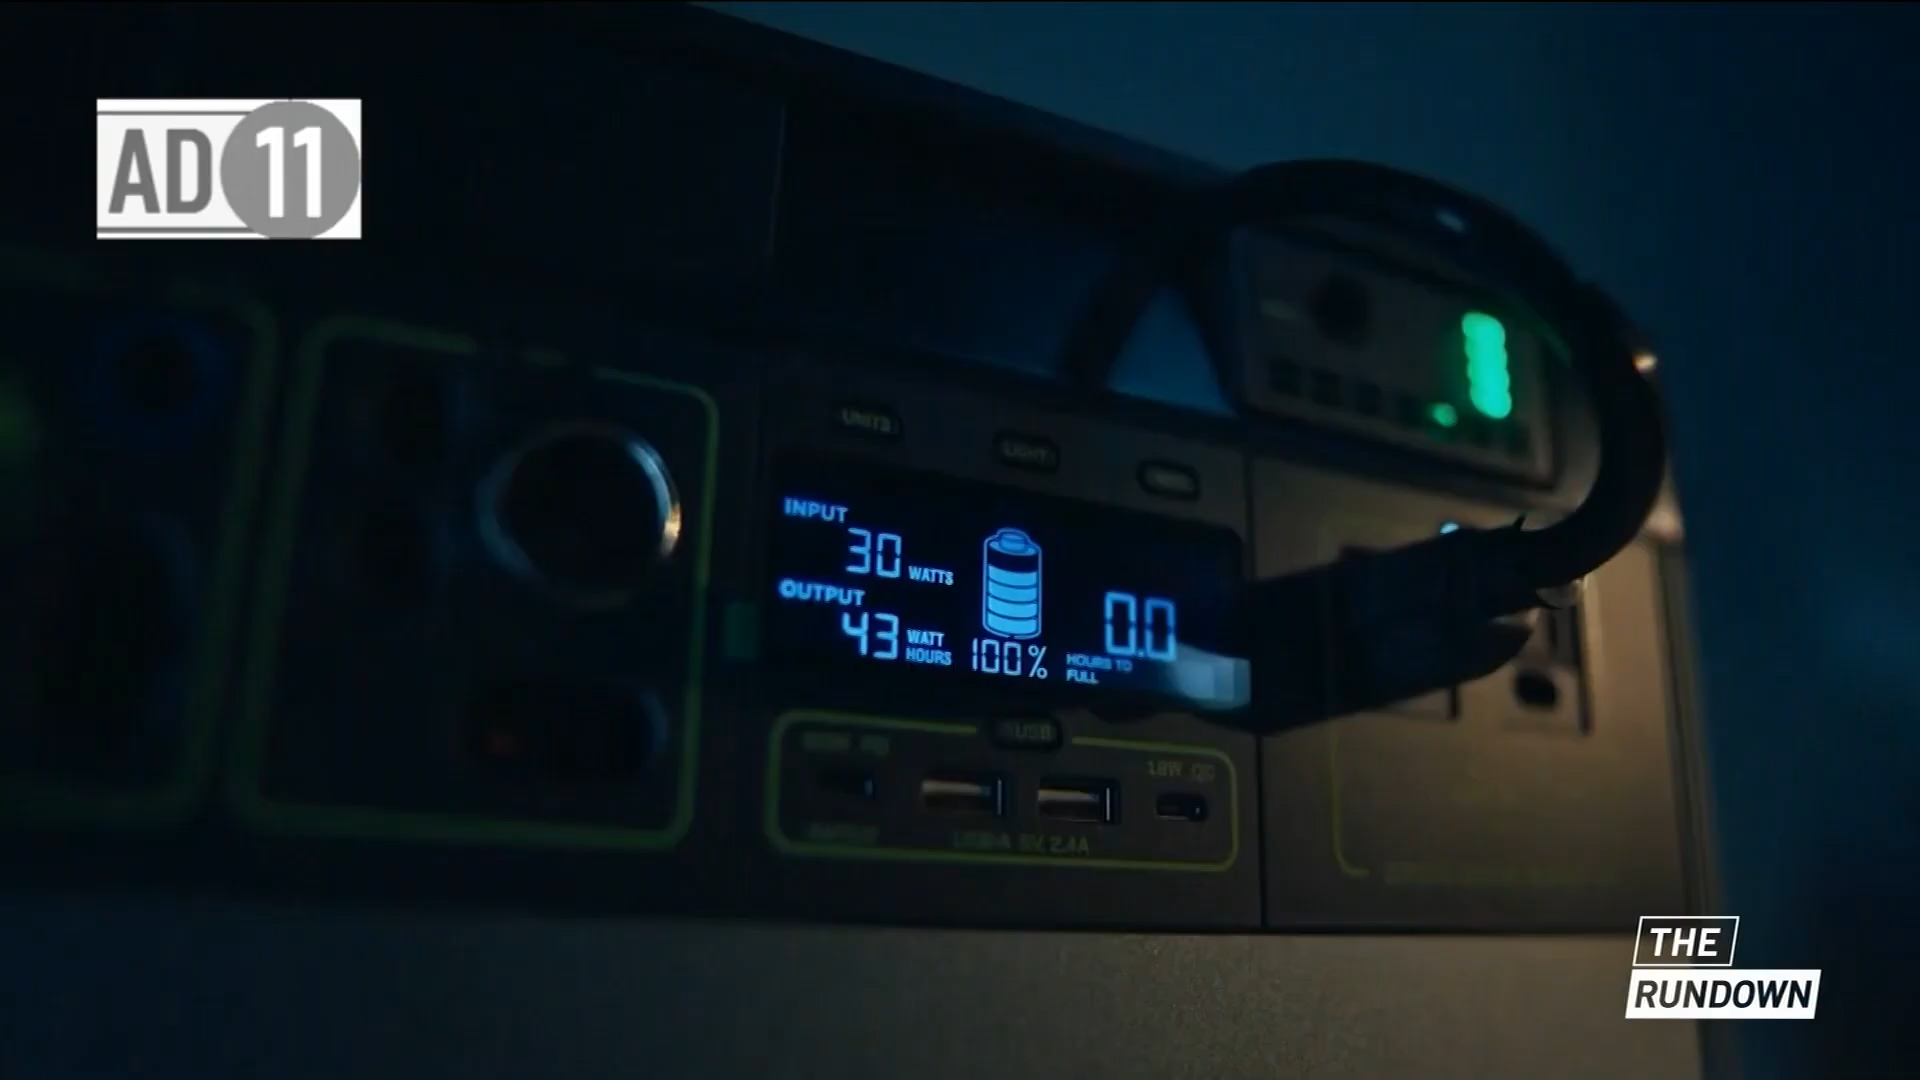 AD 11
UNITS
LIGHT
INPUT
30 WATTS
OUTPUT
43 WATT HOURS
100%
0.0
HOURS TO FULL
USB
18W
USB-A 5V, 2.4A
THE
RUNDOWN